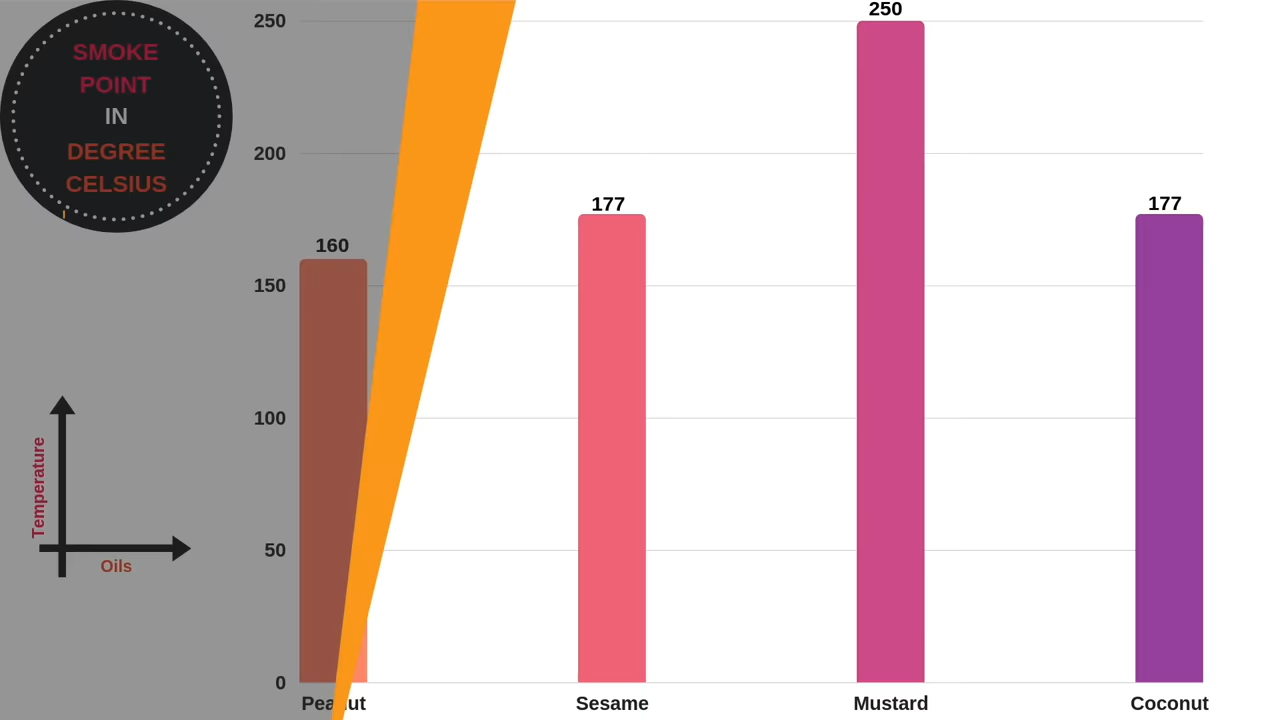 SMOKE
POINT
IN
DEGREE
CELSIUS
250
200
150
100
50
0
160
177
250
177
Temperature
Oils
Sesame
Mustard
Coconut